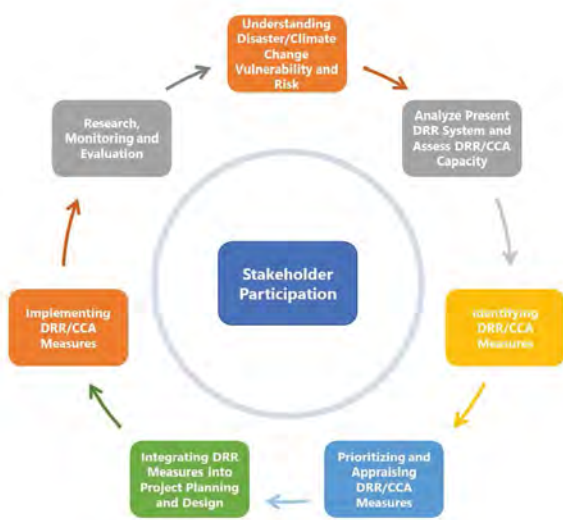 Understanding
Disaster/Climate
Change
Vulnerability and
Risk
Analyze Present
DRR System and
Assess DRR/CCA
Capacity
Identifying
DRR/CCA
Measures
Prioritizing and
Appraising
DRR/CCA
Measures
Integrating DRR
Measures into
Project Planning
and Design
Implementing
DRR/CCA
Measures
Research,
Monitoring and
Evaluation
Stakeholder
Participation